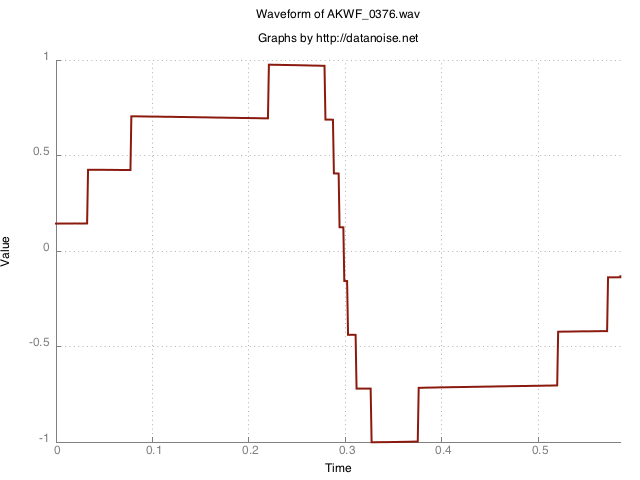 Waveform of AKWF_0376.wav
Graphs by http://datanoise.net
1
0.5
0
-0.5
-1
Value
0 0.1 0.2 0.3 0.4 0.5
Time